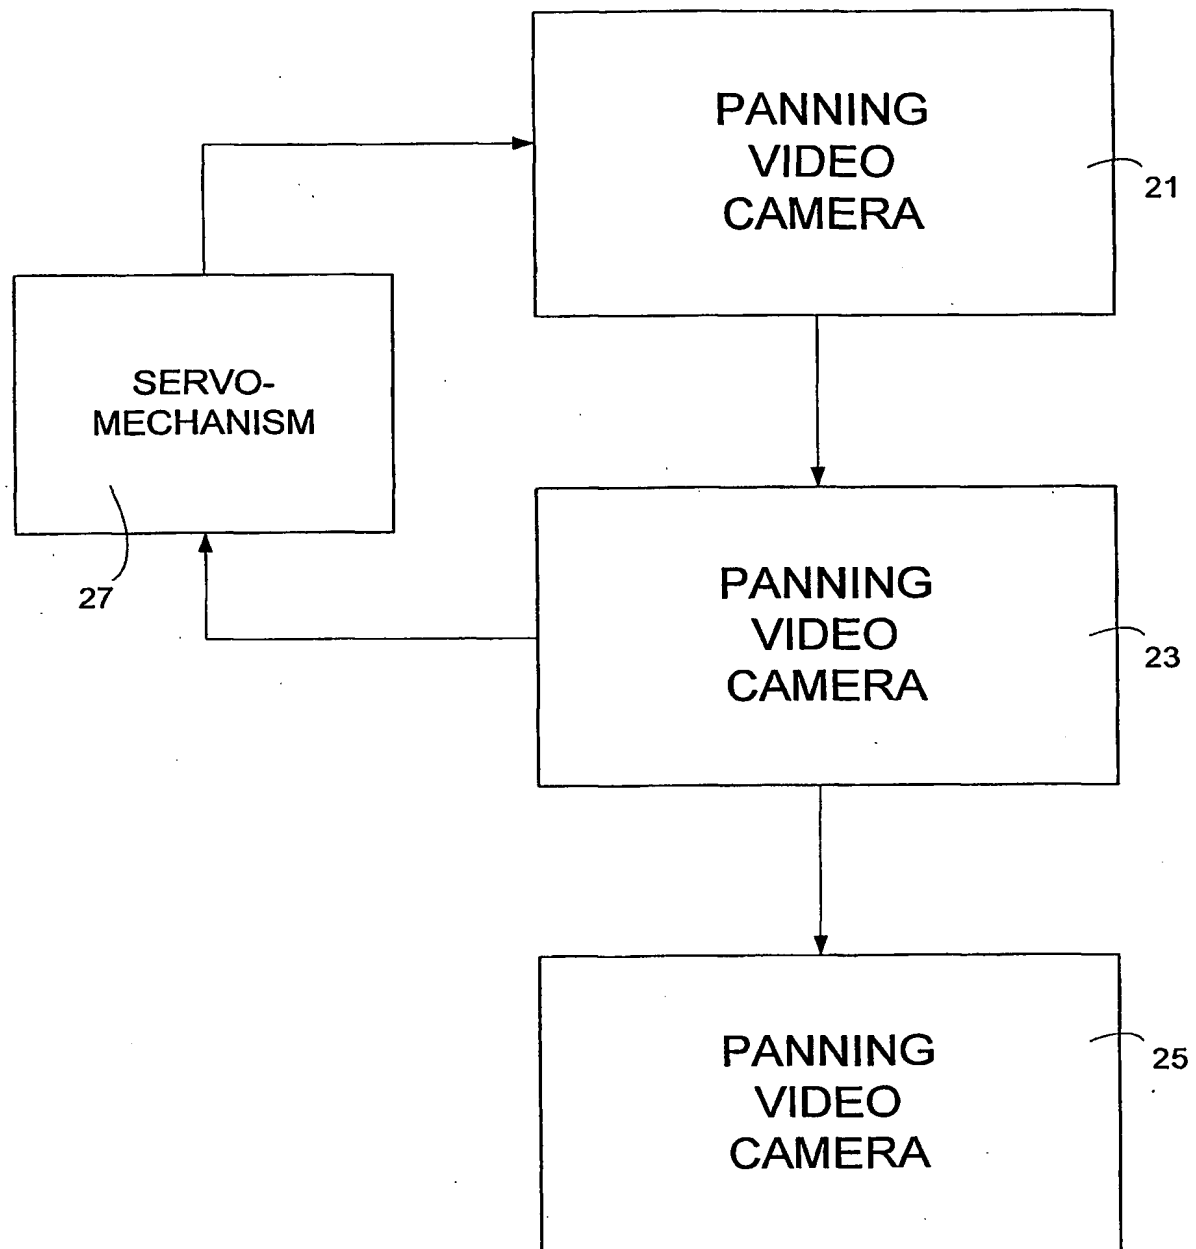 PANNING
VIDEO
CAMERA
21
SERVO-
MECHANISM
27
PANNING
VIDEO
CAMERA
23
PANNING
VIDEO
CAMERA
25